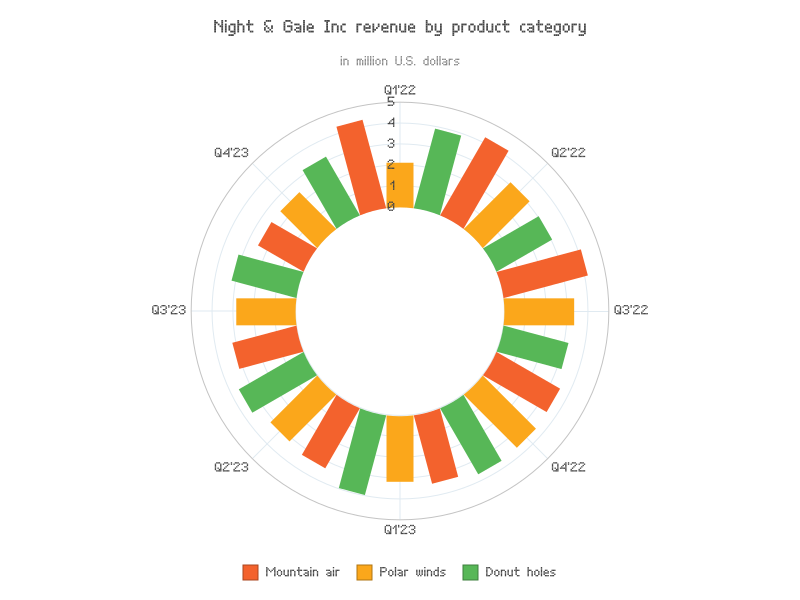 Night & Gale Inc revenue by product category
in million U.S. dollars
Q1'22
5
4
3
2
1
0
Q4'23
Q2'22
Q3'23
Q3'22
Q2'23
Q4'22
Q1'23
Mountain air
Polar winds
Donut holes